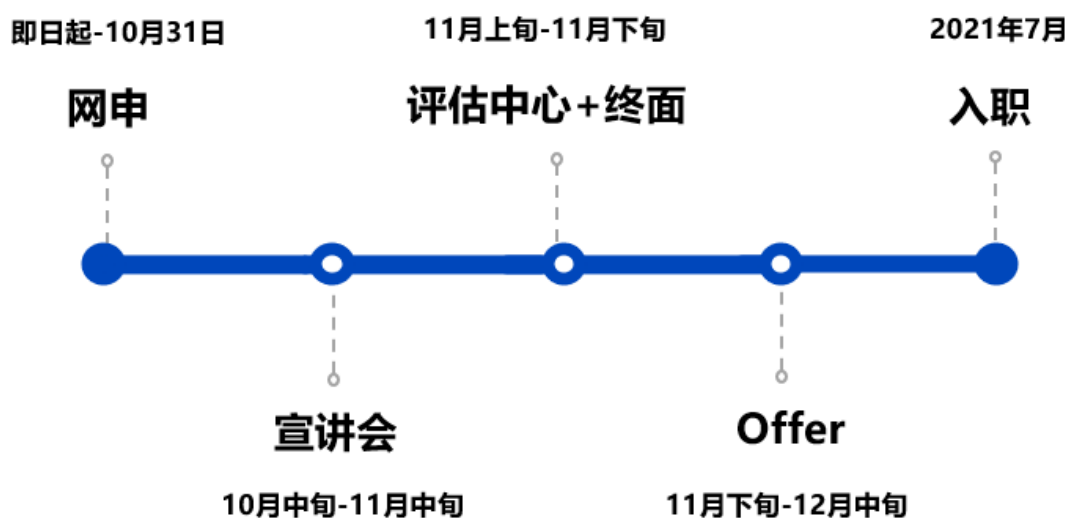 即日起-10月31日
网申
11月上旬-11月下旬
评估中心+终面
2021年7月
入职
宣讲会
10月中旬-11月中旬
Offer
11月下旬-12月中旬